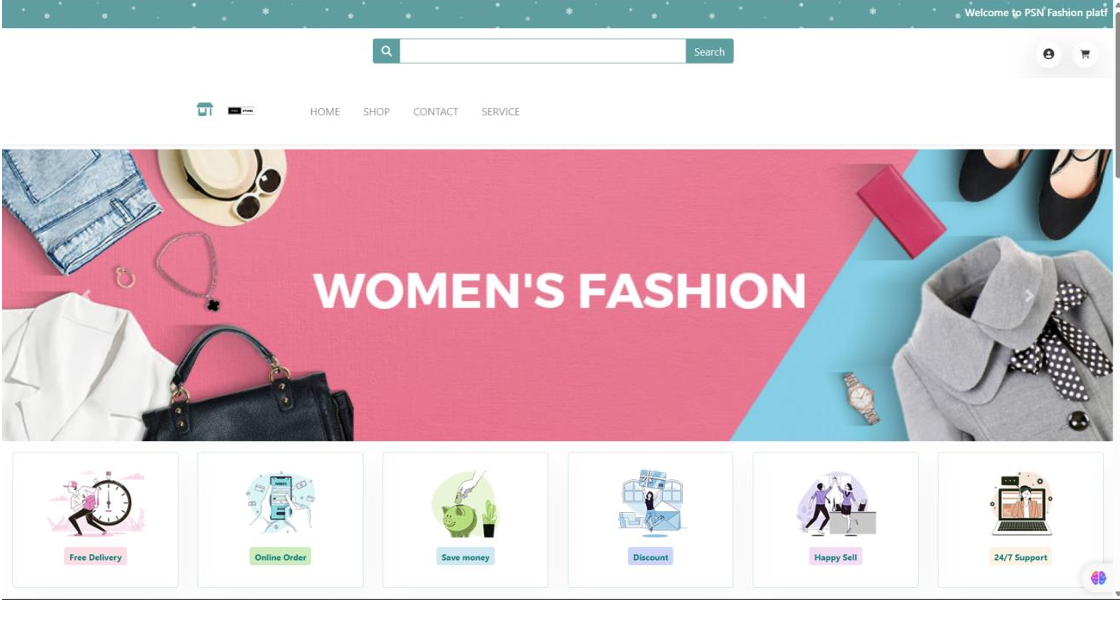 Welcome to PSN Fashion platf
Search
HOME SHOP CONTACT SERVICE
WOMEN'S FASHION
Free Delivery
Online Order
Save money
Discount
Happy Sell
24/7 Support